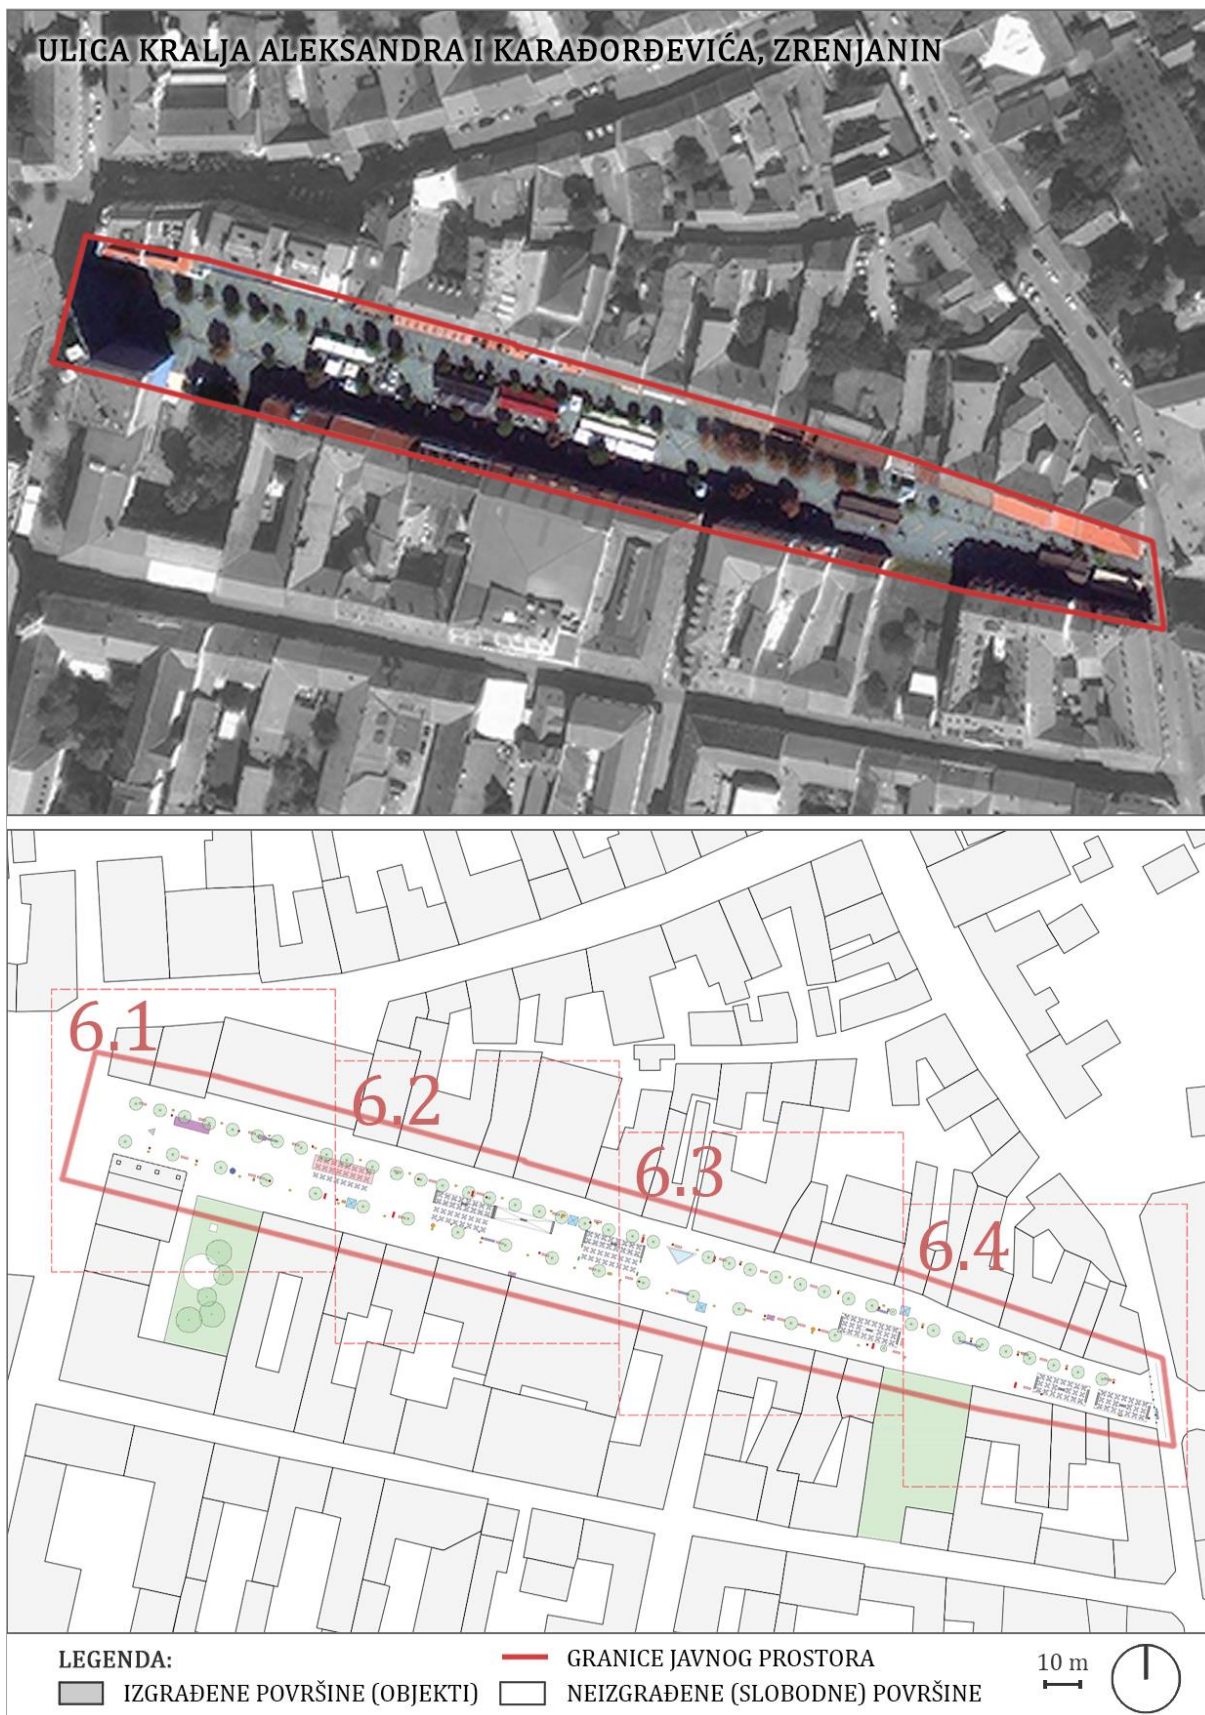 ULICA KRALJA ALEKSANDRA I KARAĐORĐEVIĆA, ZRENJANIN
6.1
6.2
6.3
6.4
LEGENDA:
GRANICE JAVNOG PROSTORA
10 m
IZGRAĐENE POVRŠINE (OBJEKTI)
NEIZGRAĐENE (SLOBODNE) POVRŠINE